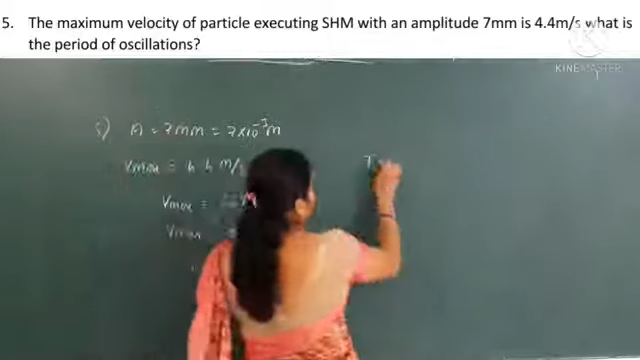 5. The maximum velocity of particle executing SHM with an amplitude 7mm is 4.4m/s what is
the period of oscillations?
KINEMASTER
5) A = 7mm = 7×10⁻³m
Vmax = 4.4 m/s
T
Vmax =
Vmax =